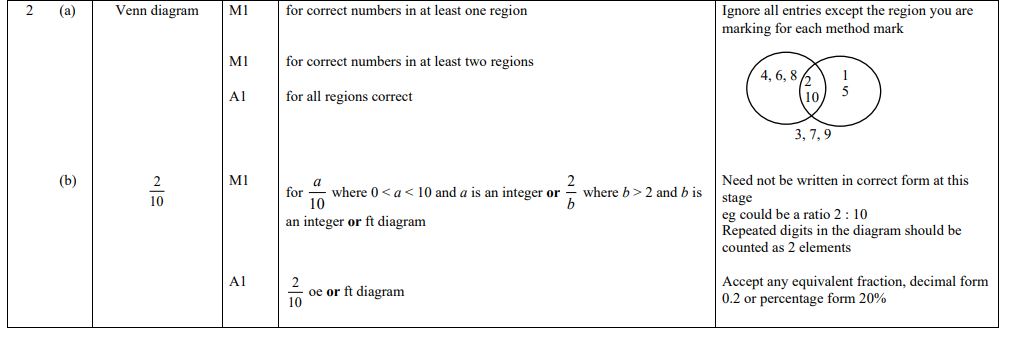 2 (a) Venn diagram M1 for correct numbers in at least one region Ignore all entries except the region you are
marking for each method mark
M1 for correct numbers in at least two regions
A1 for all regions correct
4, 6, 8 2 1
10 5
3, 7, 9
(b) 2/10 M1 for a/10 where 0 < a < 10 and a is an integer or 2/b where b > 2 and b is
an integer or ft diagram
Need not be written in correct form at this
stage
eg could be a ratio 2 : 10
Repeated digits in the diagram should be
counted as 2 elements
A1 2/10 oe or ft diagram Accept any equivalent fraction, decimal form
0.2 or percentage form 20%